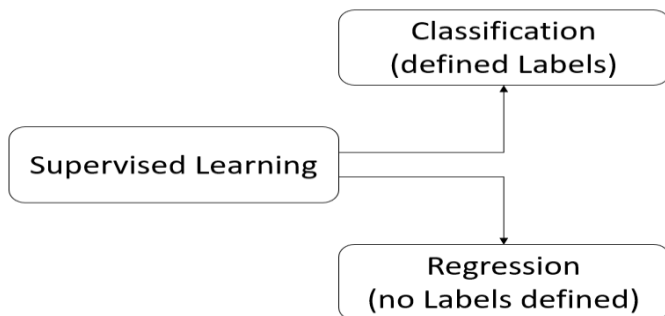 Classification
(defined Labels)
Supervised Learning
Regression
(no Labels defined)